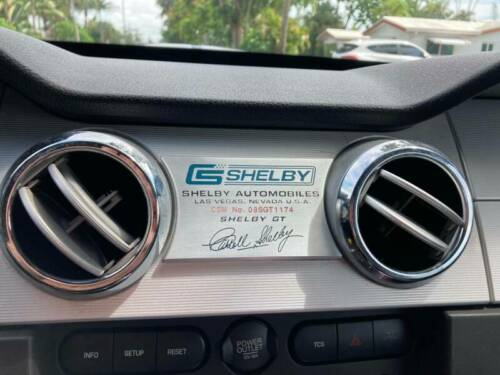 CS SHELBY
SHELBY AUTOMOBILES
LAS VEGAS, NEVADA U.S.A.
CSM No. 08SGT1174
SHELBY GT
Carroll Shelby
INFO
SETUP
RESET
POWER
OUTLET
TCS